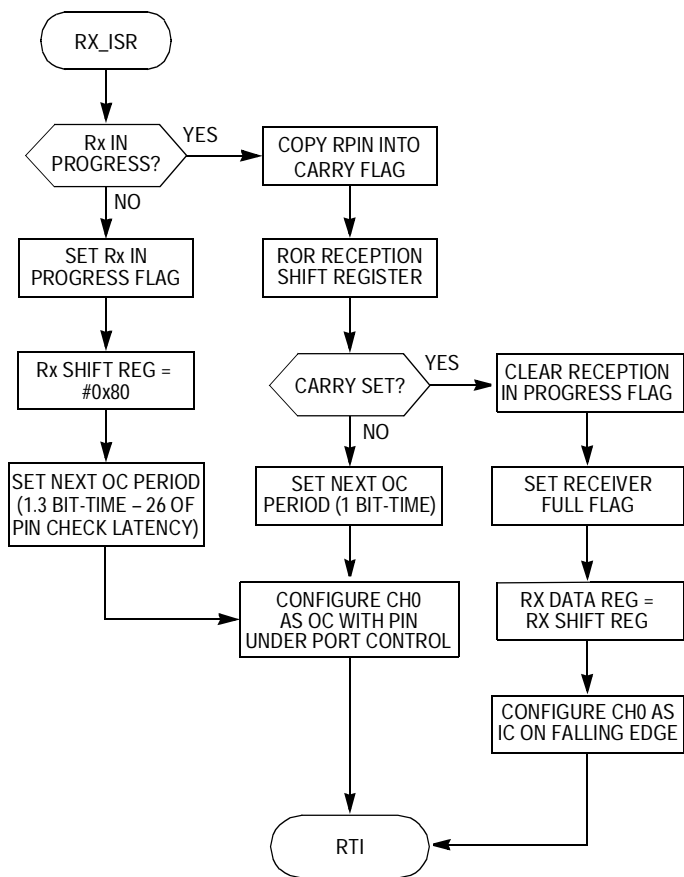 RX_ISR
Rx IN
PROGRESS?
YES
NO
COPY RPIN INTO
CARRY FLAG
SET Rx IN
PROGRESS FLAG
ROR RECEPTION
SHIFT REGISTER
Rx SHIFT REG =
#0x80
CARRY SET?
YES
NO
CLEAR RECEPTION
IN PROGRESS FLAG
SET NEXT OC PERIOD
(1.3 BIT-TIME – 26 OF
PIN CHECK LATENCY)
SET NEXT OC
PERIOD (1 BIT-TIME)
SET RECEIVER
FULL FLAG
CONFIGURE CH0
AS OC WITH PIN
UNDER PORT CONTROL
RX DATA REG =
RX SHIFT REG
CONFIGURE CH0 AS
IC ON FALLING EDGE
RTI